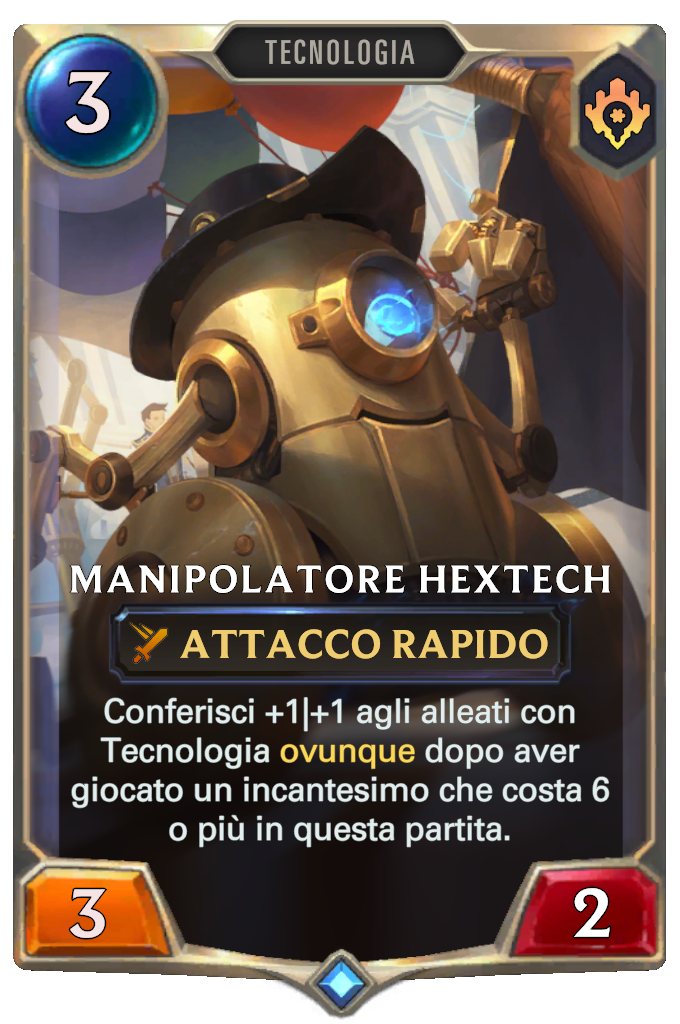 3
TECNOLOGIA
MANIPOLATORE HEXTECH
ATTACCO RAPIDO
Conferisci +1|+1 agli alleati con
Tecnologia ovunque dopo aver
giocato un incantesimo che costa 6
o più in questa partita.
3
2